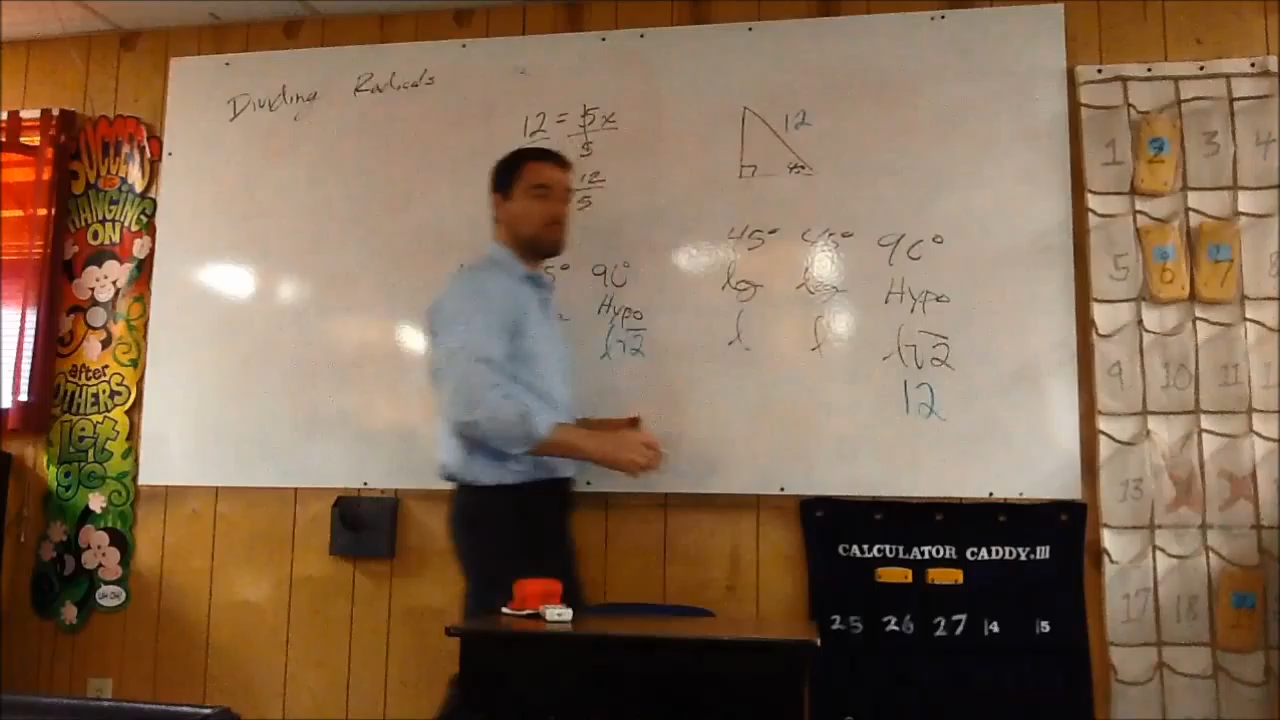 Dividing Radicals
12 = 5x
5
12
5
5° 90°
Hypo
l√2
12
45°
45° 45° 90°
leg leg Hypo
l l l√2
12
SUCCESS
IS
HANGING
ON
after
OTHERS
Let
go
CALCULATOR CADDY.III
25 26 27 14 15
1 2 3 4
5 6 7
9 10 11
13
17 18